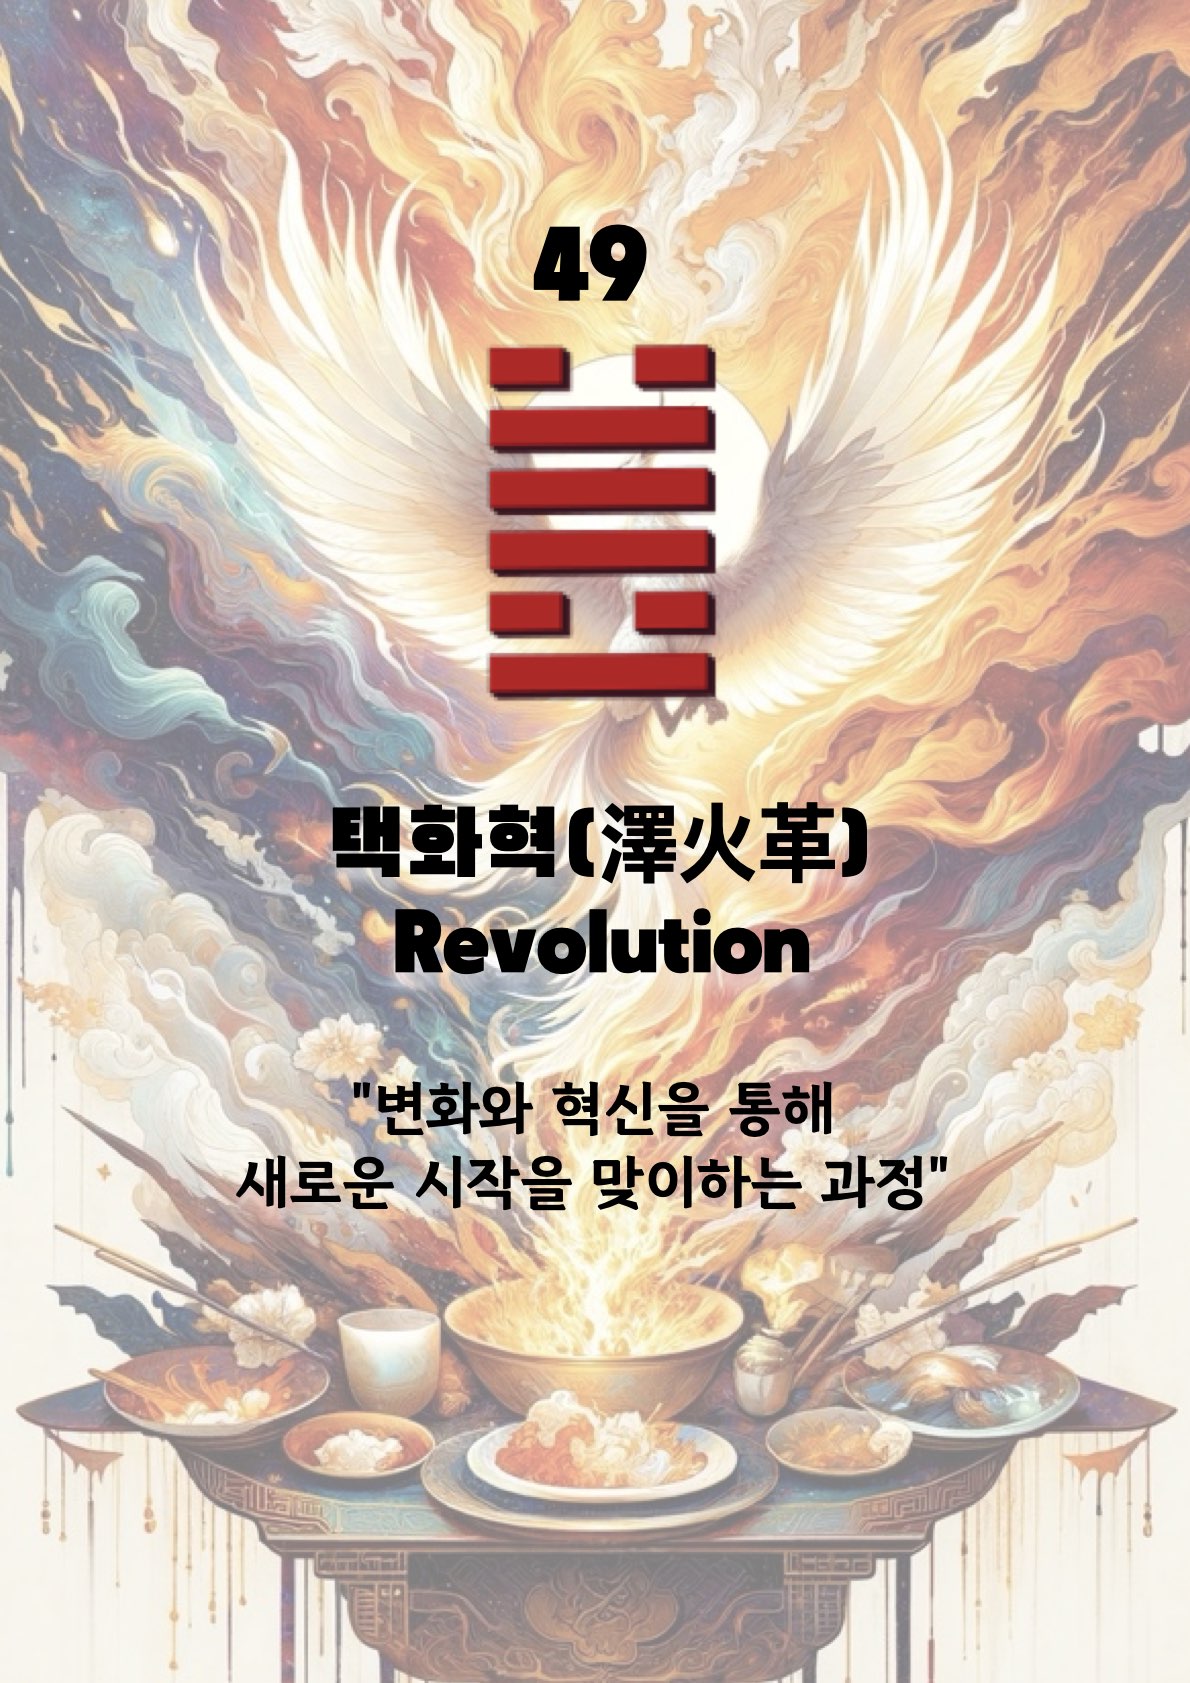 49
택화혁(澤火革)
Revolution
"변화와 혁신을 통해
새로운 시작을 맞이하는 과정"